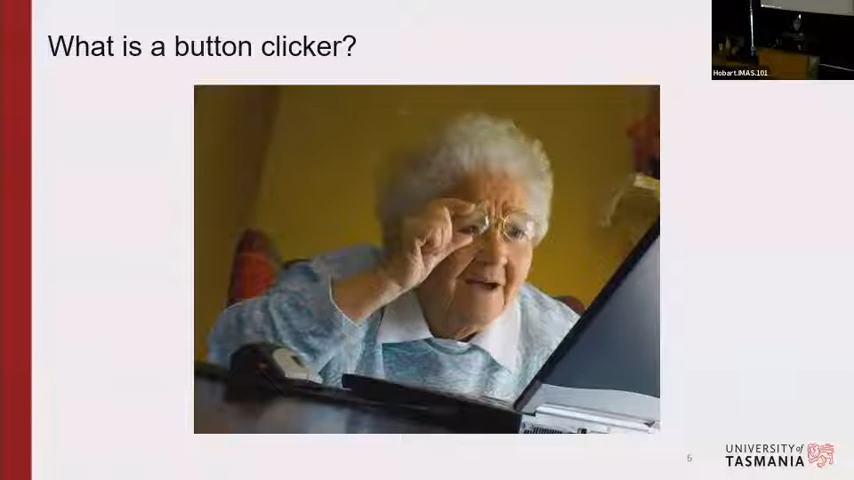 What is a button clicker?
Hobart.IMAS.101
6
UNIVERSITY of
TASMANIA